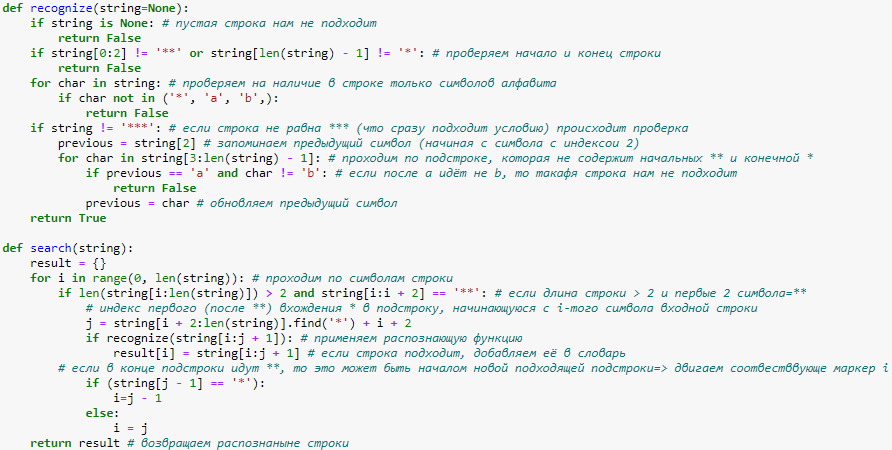 def recognize(string=None):
    if string is None: # пустая строка нам не подходит
        return False
    if string[0:2] != '**' or string[len(string) - 1] != '*': # проверяем начало и конец строки
        return False
    for char in string: # проверяем на наличие в строке только символов алфавита
        if char not in ('*', 'a', 'b',):
            return False
    if string != '***': # если строка не равна *** (что сразу подходит условию) происходит проверка
        previous = string[2] # запоминаем предыдущий символ (начиная с символа с индексои 2)
        for char in string[3:len(string) - 1]: # проходим по подстроке, которая не содержит начальных ** и конечной *
            if previous == 'a' and char != 'b': # если после a идёт не b, то такафя строка нам не подходит
                return False
            previous = char # обновляем предыдущий символ
    return True

def search(string):
    result = {}
    for i in range(0, len(string)): # проходим по символам строки
        if len(string[i:len(string)]) > 2 and string[i:i + 2] == '**': # если длина строки > 2 и первые 2 символа=**
            # индекс первого (после **) вхождения * в подстроку, начинающуюся с i-того символа входной строки
            j = string[i + 2:len(string)].find('*') + i + 2
            if recognize(string[i:j + 1]): # применяем распознающую функцию
                result[i] = string[i:j + 1] # если строка подходит, добавляем её в словарь
        # если в конце подстроки идут **, то это может быть началом новой подходящей подстроки=> двигаем соотвествующе маркер i
            if (string[j - 1] == '*'):
                i=j - 1
            else:
                i = j
    return result # возвращаем распознаныне строки